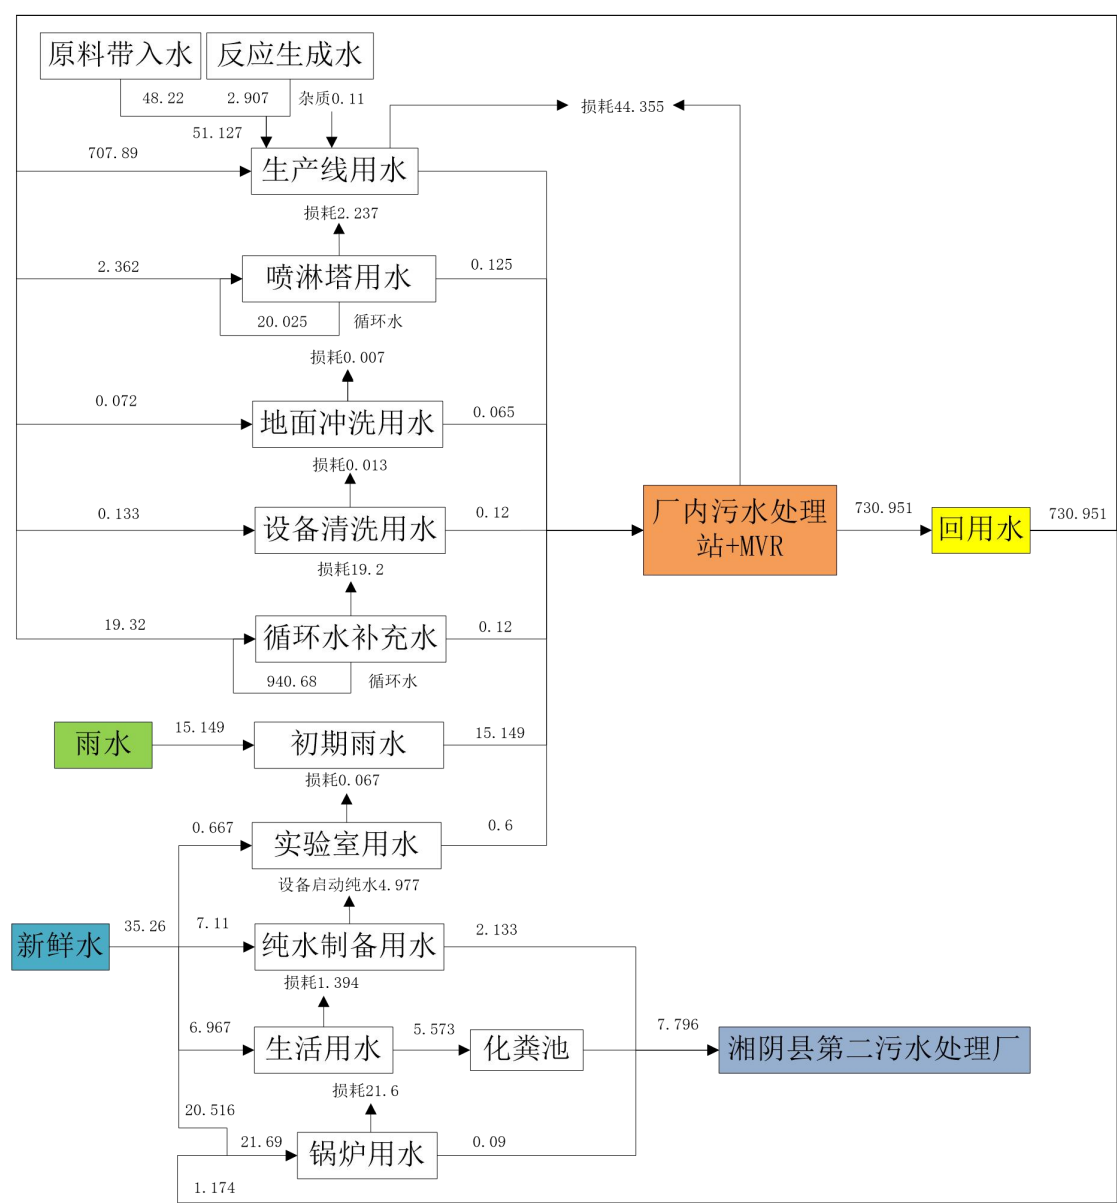 原料带入水
反应生成水
48.22
2.907
杂质0.11
损耗44.355
51.127
707.89
生产线用水
损耗2.237
2.362
喷淋塔用水
0.125
20.025
循环水
损耗0.007
0.072
地面冲洗用水
0.065
损耗0.013
0.133
设备清洗用水
0.12
厂内污水处理
站+MVR
730.951
回用水
730.951
损耗19.2
19.32
循环水补充水
0.12
940.68
循环水
雨水
15.149
初期雨水
15.149
损耗0.067
0.667
实验室用水
0.6
设备启动纯水4.977
新鲜水
35.26
7.11
纯水制备用水
2.133
损耗1.394
6.967
生活用水
5.573
化粪池
7.796
湘阴县第二污水处理厂
损耗21.6
20.516
21.69
锅炉用水
0.09
1.174